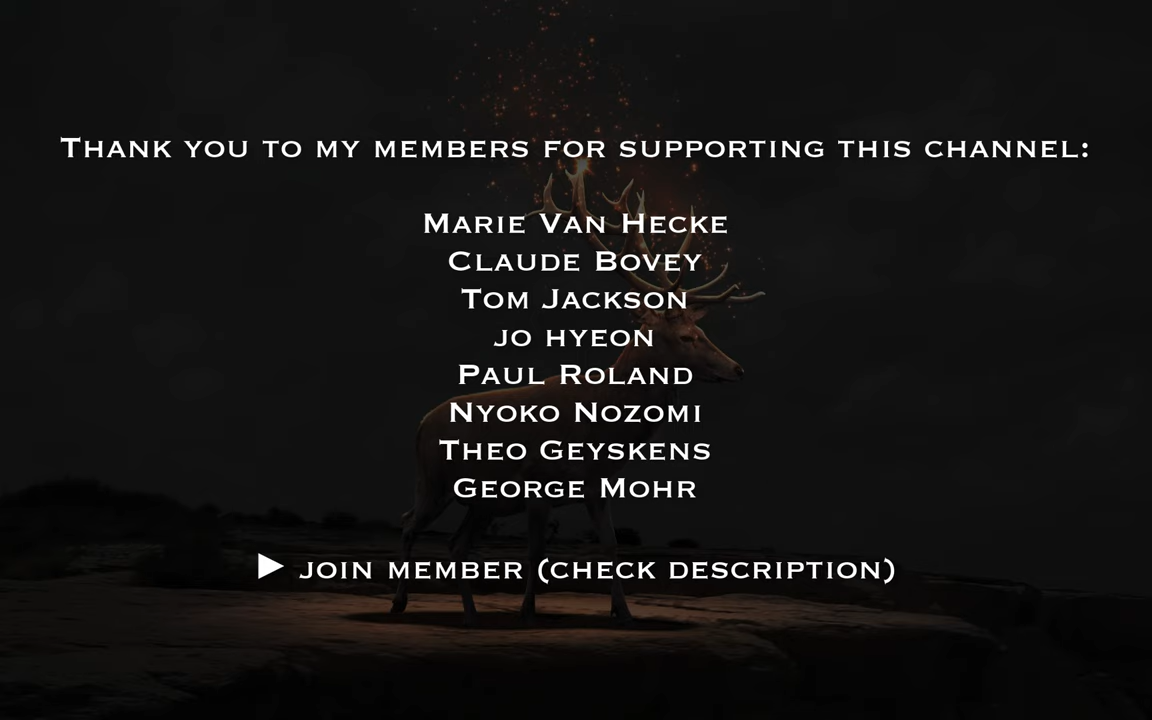 Thank you to my members for supporting this channel:
Marie Van Hecke
Claude Bovey
Tom Jackson
jo hyeon
Paul Roland
Nyoko Nozomi
Theo Geyskens
George Mohr
► join member (check description)